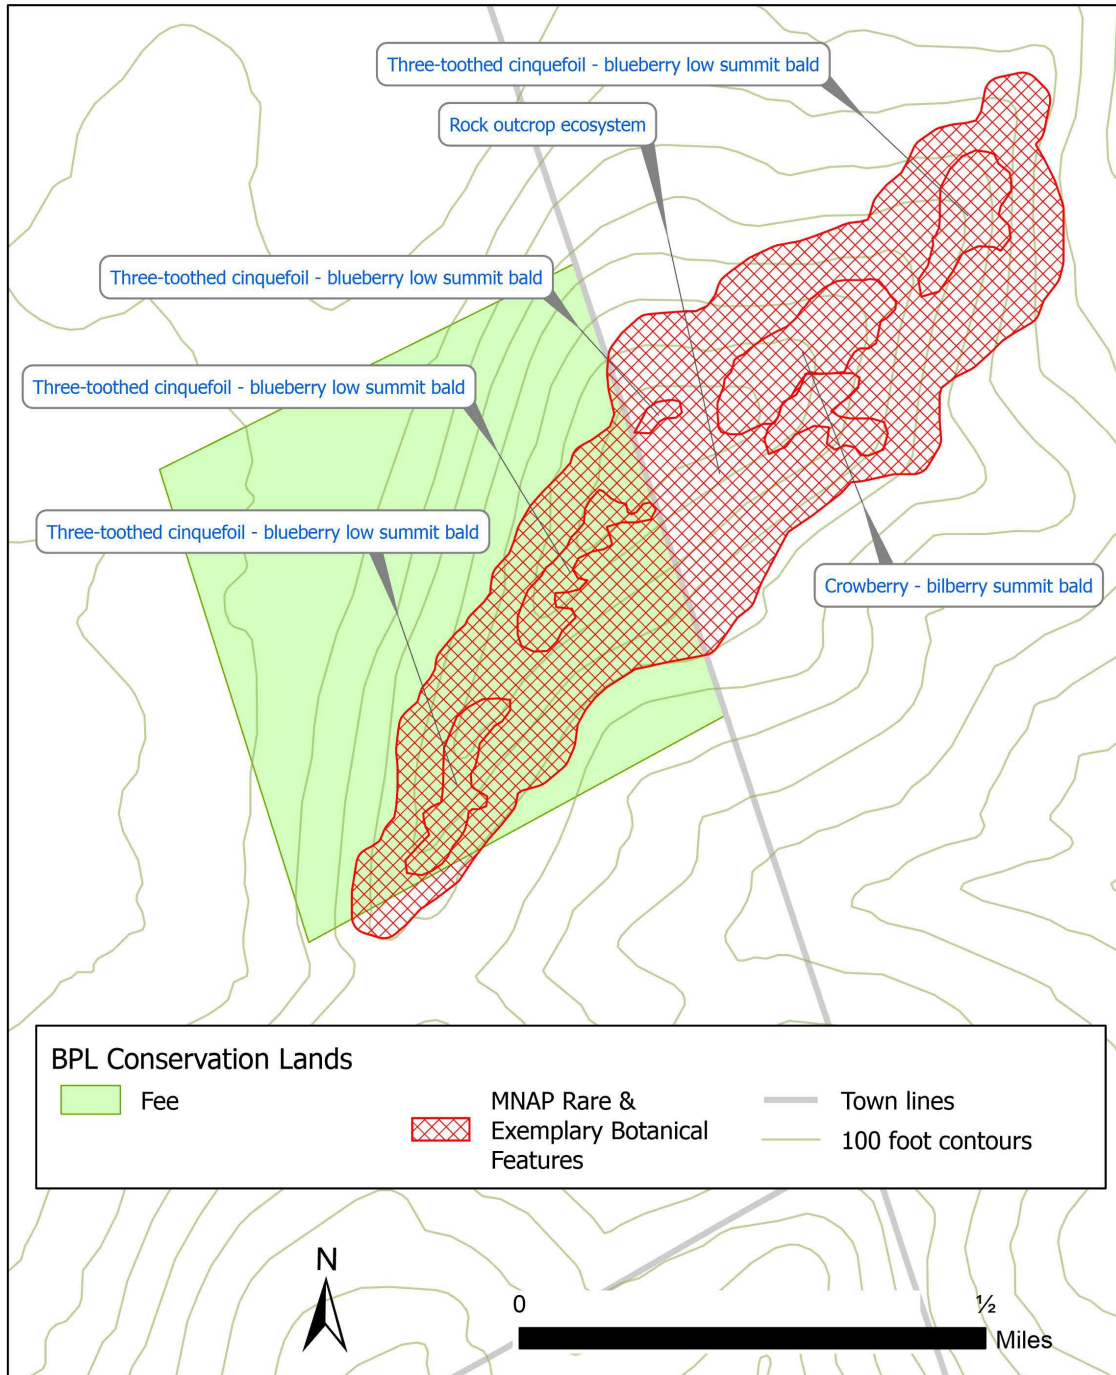 Three-toothed cinquefoil - blueberry low summit bald
Rock outcrop ecosystem
Three-toothed cinquefoil - blueberry low summit bald
Three-toothed cinquefoil - blueberry low summit bald
Three-toothed cinquefoil - blueberry low summit bald
Crowberry - bilberry summit bald
BPL Conservation Lands
Fee
MNAP Rare &
Exemplary Botanical
Features
Town lines
100 foot contours
N
0 ½
Miles